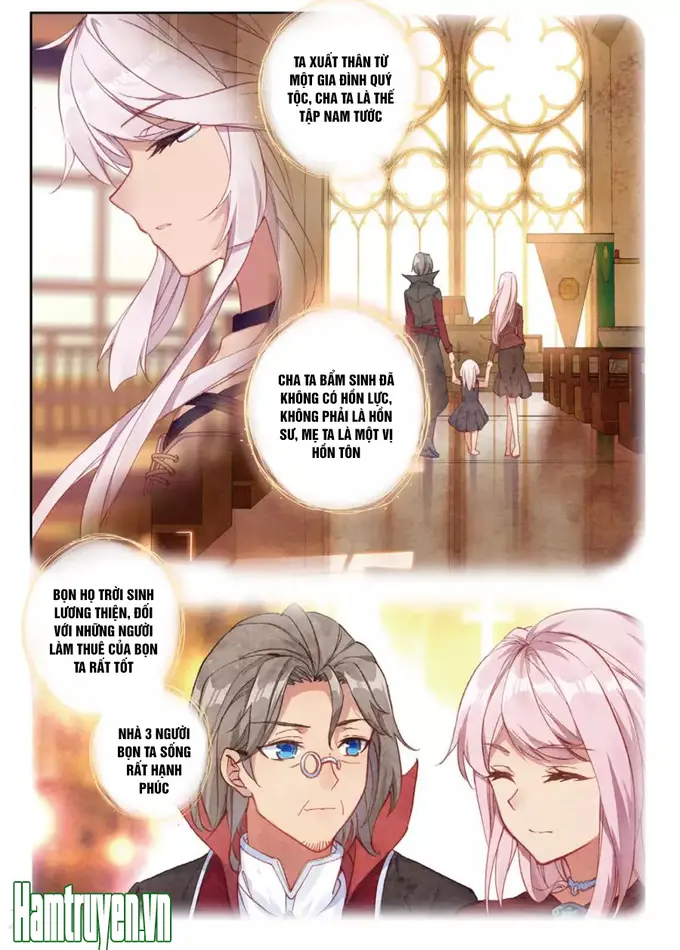 TA XUẤT THÂN TỪ
MỘT GIA ĐÌNH QUÝ
TỘC, CHA TA LÀ THẾ
TẬP NAM TƯỚC
CHA TA BẨM SINH ĐÃ
KHÔNG CÓ HỒN LỰC,
KHÔNG PHẢI LÀ HỒN
SƯ, MẸ TA LÀ MỘT VỊ
HỒN TÔN
BỌN HỌ TRỜI SINH
LƯƠNG THIỆN, ĐỐI
VỚI NHỮNG NGƯỜI
LÀM THUÊ CỦA BỌN
TA RẤT TỐT
NHÀ 3 NGƯỜI
BỌN TA SỐNG
RẤT HẠNH
PHÚC
Hamtruyen.vn